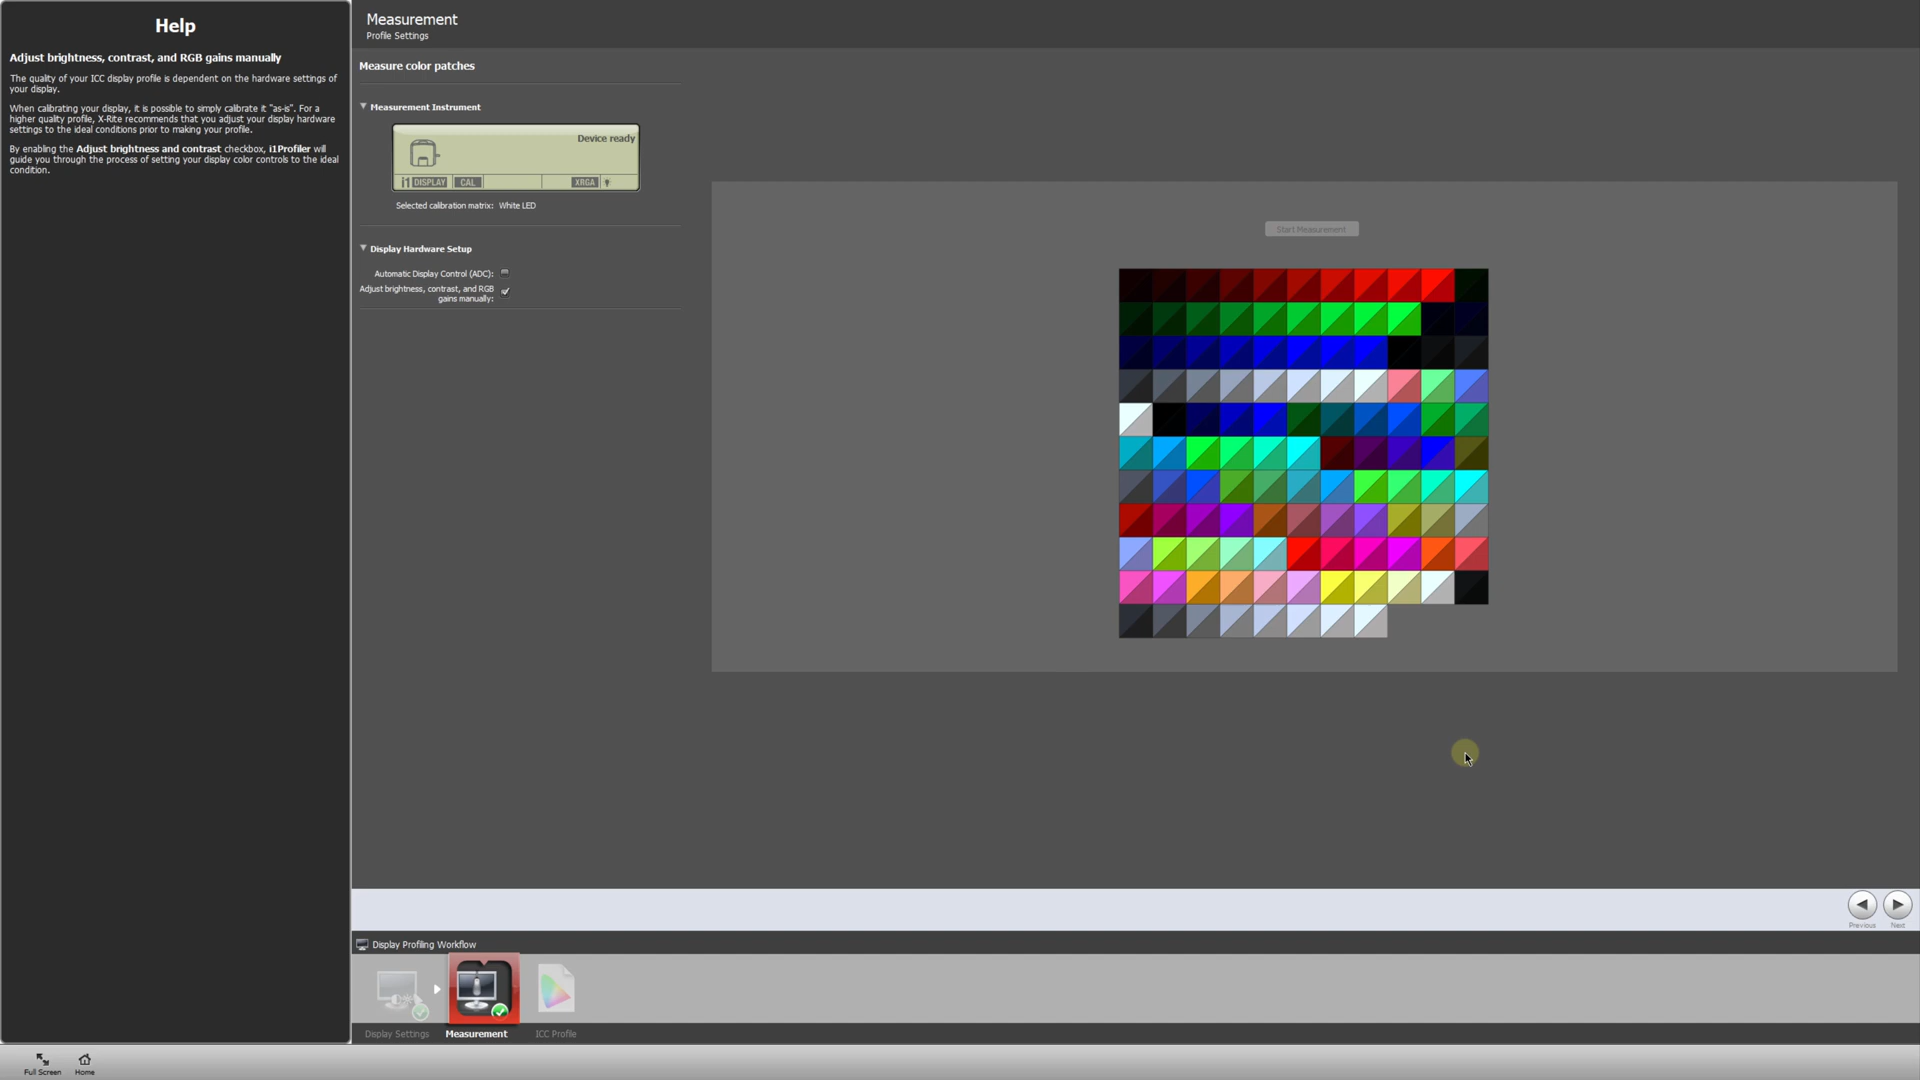 Help
Adjust brightness, contrast, and RGB gains manually
The quality of your ICC display profile is dependent on the hardware settings of
your display.
When calibrating your display, it is possible to simply calibrate it "as-is". For a
higher quality profile, X-Rite recommends that you adjust your display hardware
settings to the ideal conditions prior to making your profile.
By enabling the Adjust brightness and contrast checkbox, i1Profiler will
guide you through the process of setting your display color controls to the ideal
condition.
Measurement
Profile Settings
Measure color patches
Measurement Instrument
Device ready
i1 DISPLAY CAL XRGA
Selected calibration matrix: White LED
Display Hardware Setup
Automatic Display Control (ADC):
Adjust brightness, contrast, and RGB
gains manually:
Start Measurement
Previous Next
Display Profiling Workflow
Display Settings Measurement ICC Profile
Full Screen Home